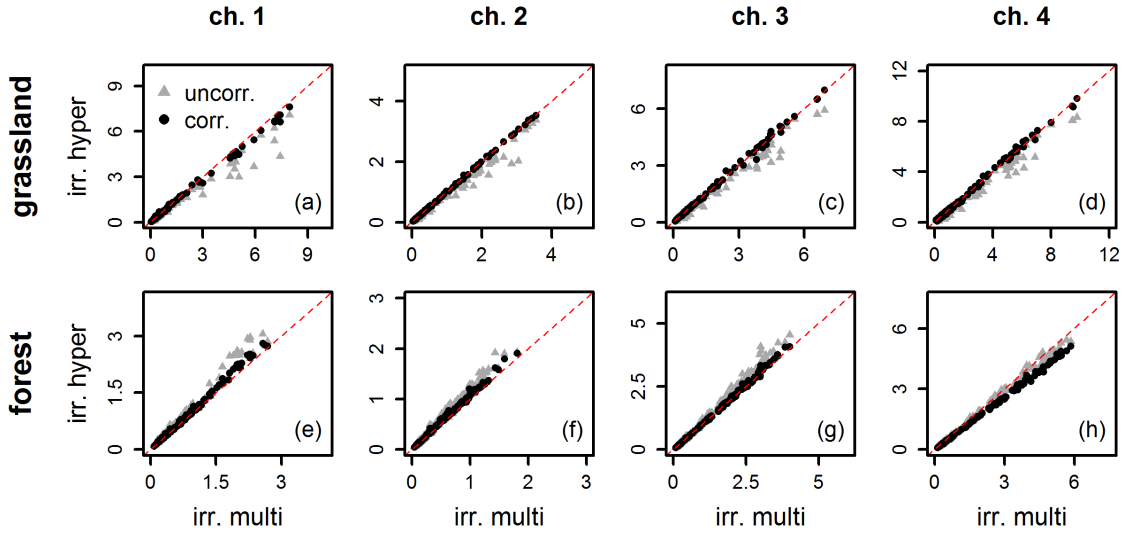 ch. 1
ch. 2
ch. 3
ch. 4
grassland
irr. hyper
9
6
3
0
uncorr.
corr.
(a)
0
3
6
9
4
2
0
(b)
0
2
4
6
3
0
(c)
0
3
6
12
8
4
0
(d)
0
4
8
12
forest
irr. hyper
3
1.5
0
(e)
0
1.5
3
irr. multi
3
2
1
0
(f)
0
1
2
3
irr. multi
5
2.5
0
(g)
0
2.5
5
irr. multi
6
3
0
(h)
0
3
6
irr. multi